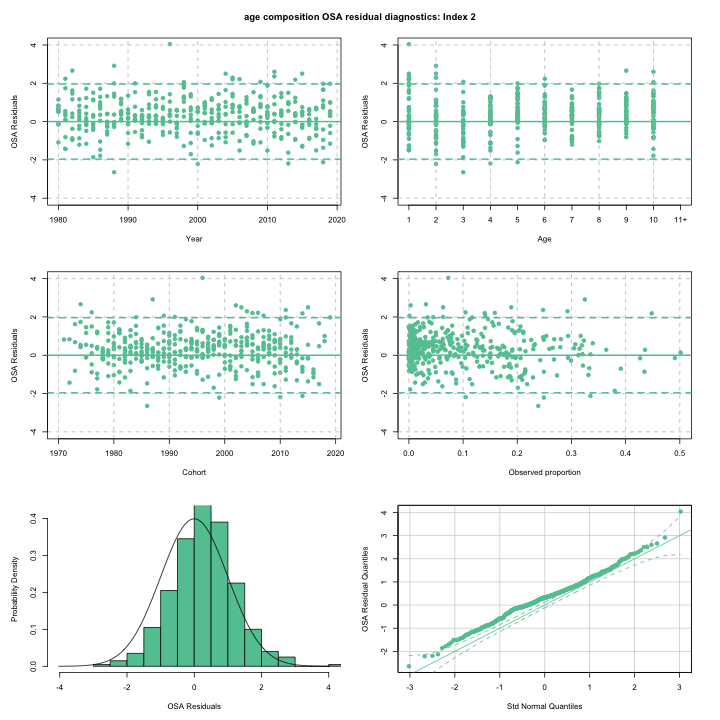 age composition OSA residual diagnostics: Index 2
OSA Residuals
4
2
0
-2
-4
1980 1990 2000 2010 2020
Year
OSA Residuals
4
2
0
-2
-4
1 2 3 4 5 6 7 8 9 10 11+
Age
OSA Residuals
4
2
0
-2
-4
1970 1980 1990 2000 2010 2020
Cohort
OSA Residuals
4
2
0
-2
-4
0.0 0.1 0.2 0.3 0.4 0.5
Observed proportion
Probability Density
0.4
0.3
0.2
0.1
0.0
-4 -2 0 2 4
OSA Residuals
OSA Residual Quantiles
4
3
2
1
0
-1
-2
-3 -2 -1 0 1 2 3
Std Normal Quantiles